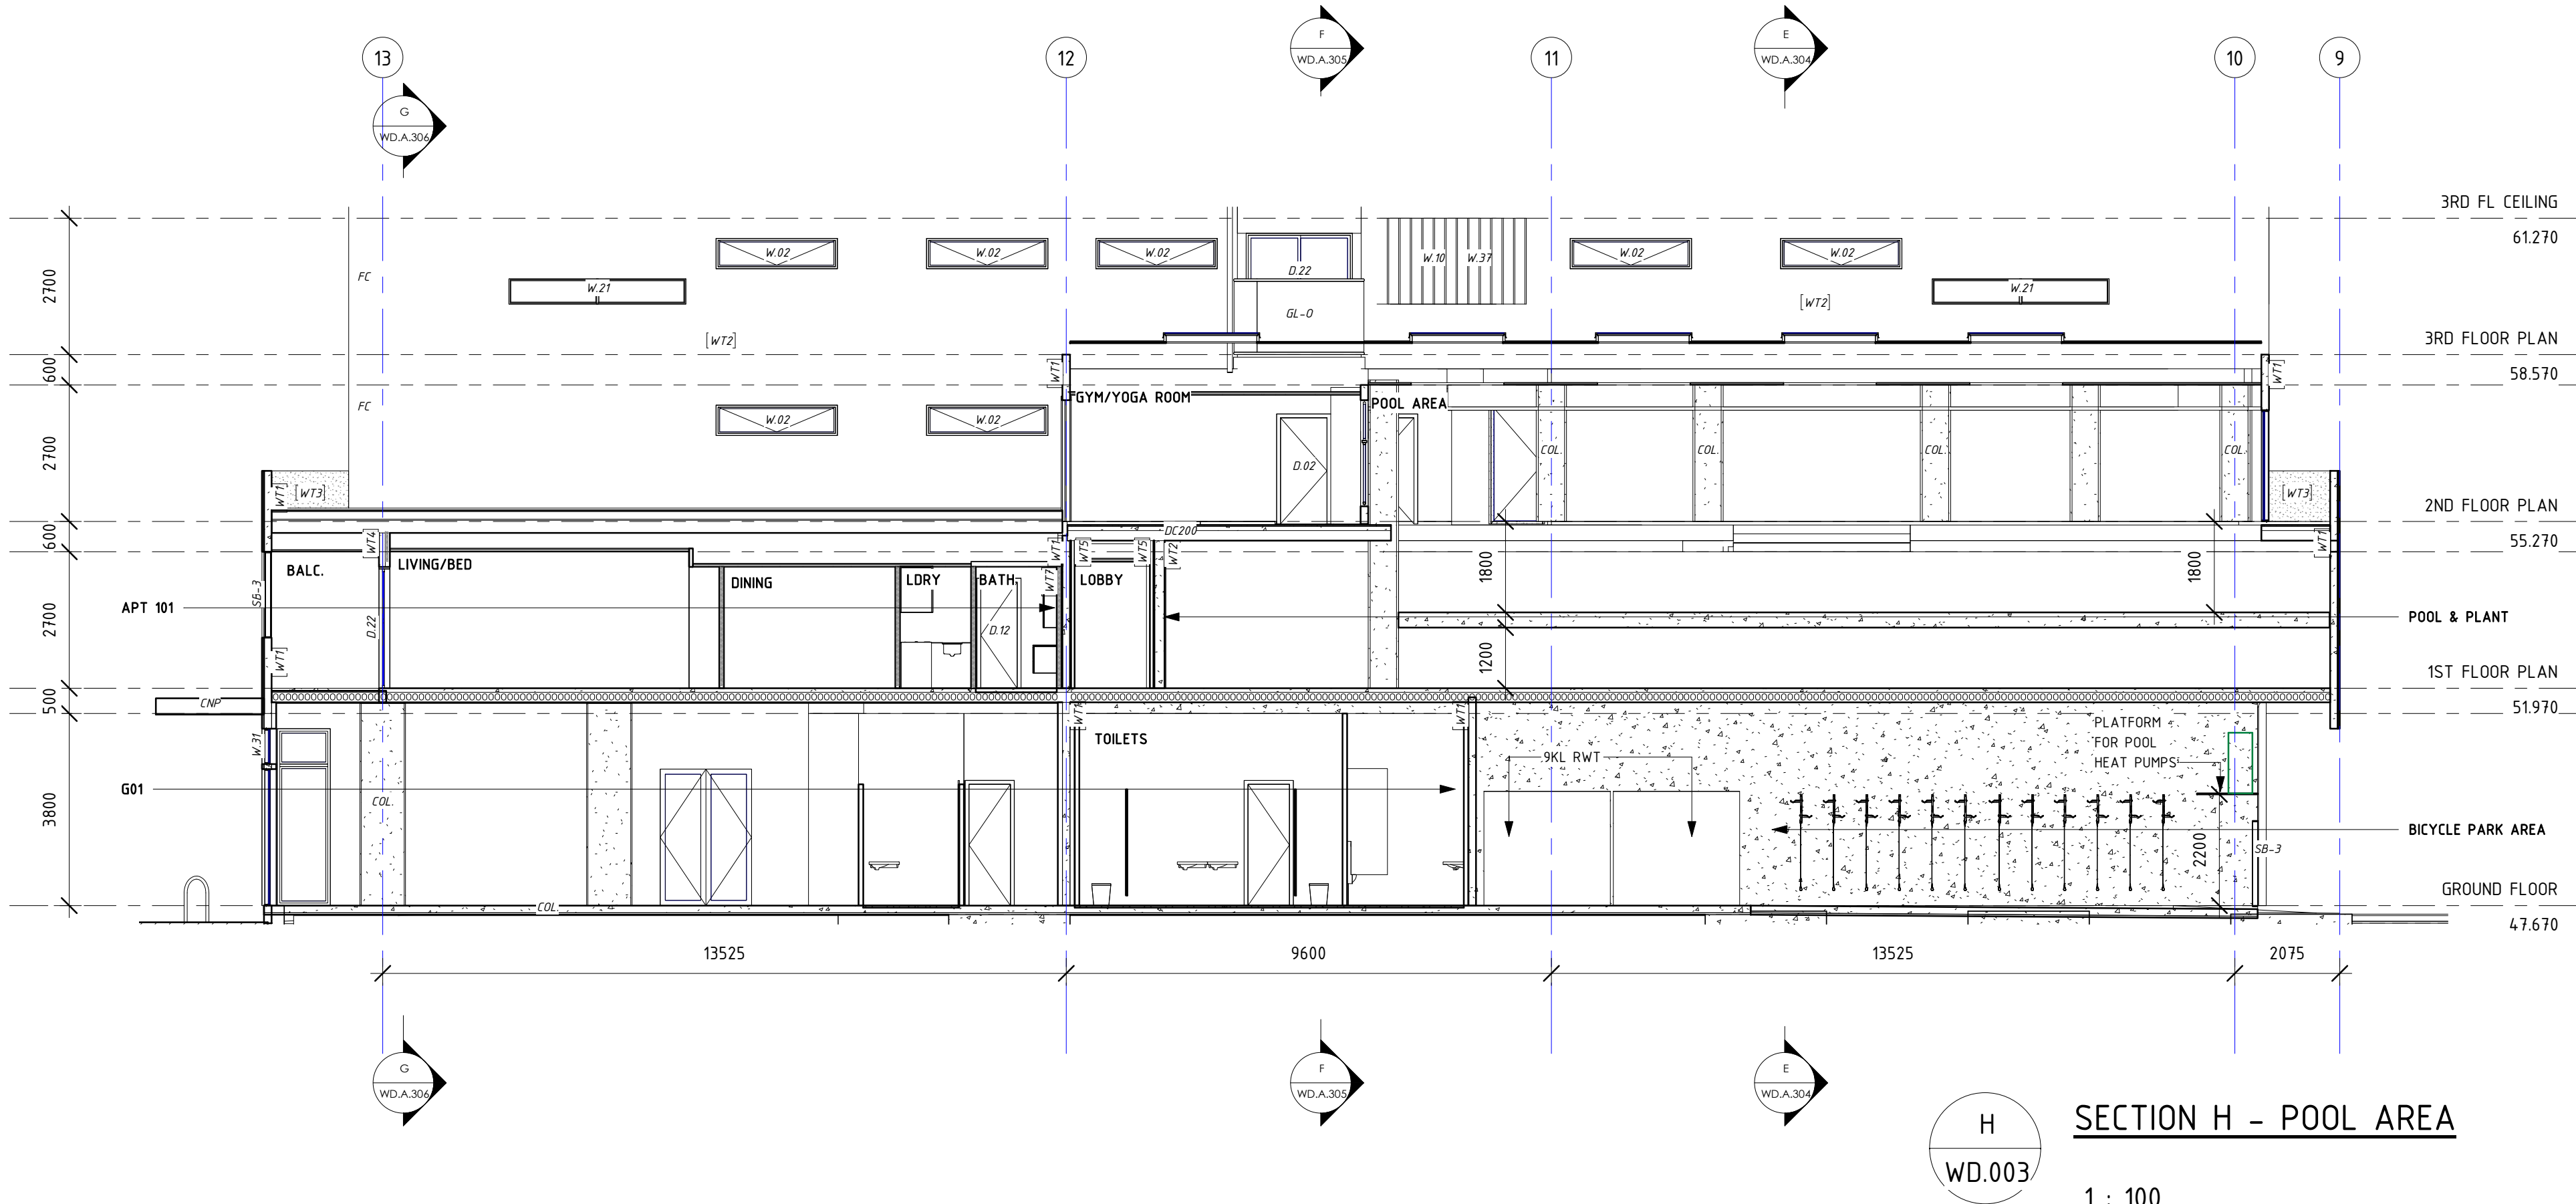 F
WD.A.305
E
WD.A.304
13
12
11
10
9
G
WD.A.306
3RD FL CEILING
61.270
W.02
W.02
W.02
W.02
W.02
D.22
W.10
W.37
FC
2700
W.21
W.21
GL-0
[WT2]
[WT2]
3RD FLOOR PLAN
58.570
600
WT1
WT1
GYM/YOGA ROOM
POOL AREA
FC
W.02
W.02
2700
D.02
COL.
COL.
COL.
COL.
WT1
[WT3]
[WT3]
2ND FLOOR PLAN
55.270
600
DC200
WT4
WT1
WT5
WT5
WT2
WT1
BALC.
LIVING/BED
DINING
LDRY
BATH
WT7
LOBBY
1800
1800
SB-3
APT 101
D.22
D.12
POOL & PLANT
2700
WT1
1200
1ST FLOOR PLAN
51.970
500
CNP
WT1
WT1
W.31
TOILETS
PLATFORM
FOR POOL
HEAT PUMPS
9KL RWT
G01
COL.
3800
BICYCLE PARK AREA
2200
SB-3
GROUND FLOOR
47.670
COL.
13525
9600
13525
2075
G
WD.A.306
F
WD.A.305
E
WD.A.304
H
WD.003
SECTION H - POOL AREA
1 : 100